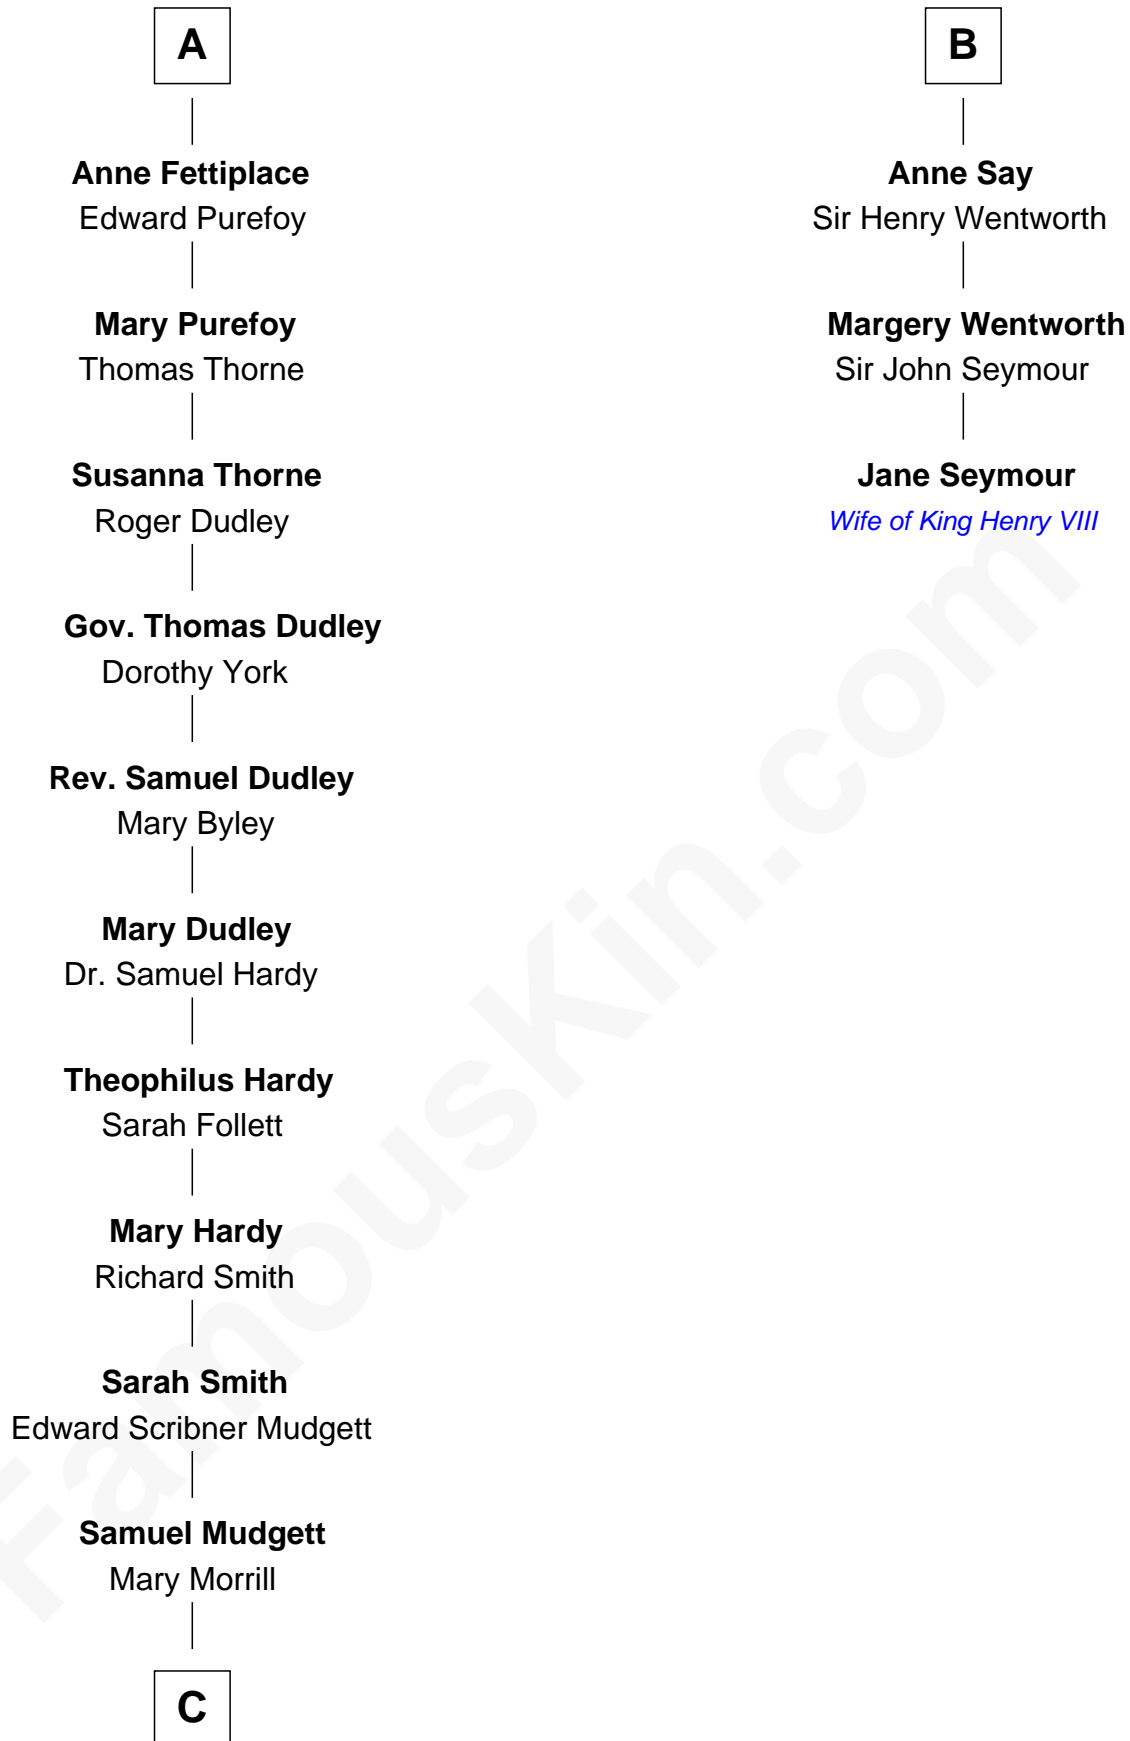 A
Anne Fettiplace
Edward Purefoy
Mary Purefoy
Thomas Thorne
Susanna Thorne
Roger Dudley
Gov. Thomas Dudley
Dorothy York
Rev. Samuel Dudley
Mary Byley
Mary Dudley
Dr. Samuel Hardy
Theophilus Hardy
Sarah Follett
Mary Hardy
Richard Smith
Sarah Smith
Edward Scribner Mudgett
Samuel Mudgett
Mary Morrill
C
B
Anne Say
Sir Henry Wentworth
Margery Wentworth
Sir John Seymour
Jane Seymour
Wife of King Henry VIII
FamousKin.com